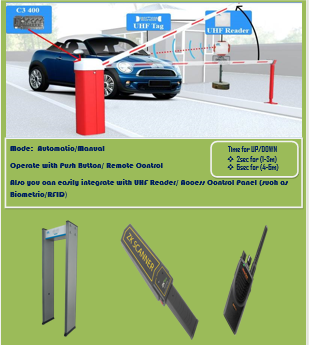 C3 400
UHF Tag
UHF Reader
Mode: Automatic/Manual
Operate with Push Button/ Remote Control
Also you can easily integrate with UHF Reader/ Access Control Panel (such as
Biometric/RFID)
Time for UP/DOWN
❖ 2sec for (1-3m)
❖ 6sec for (4-6m)
ZK SCANNER